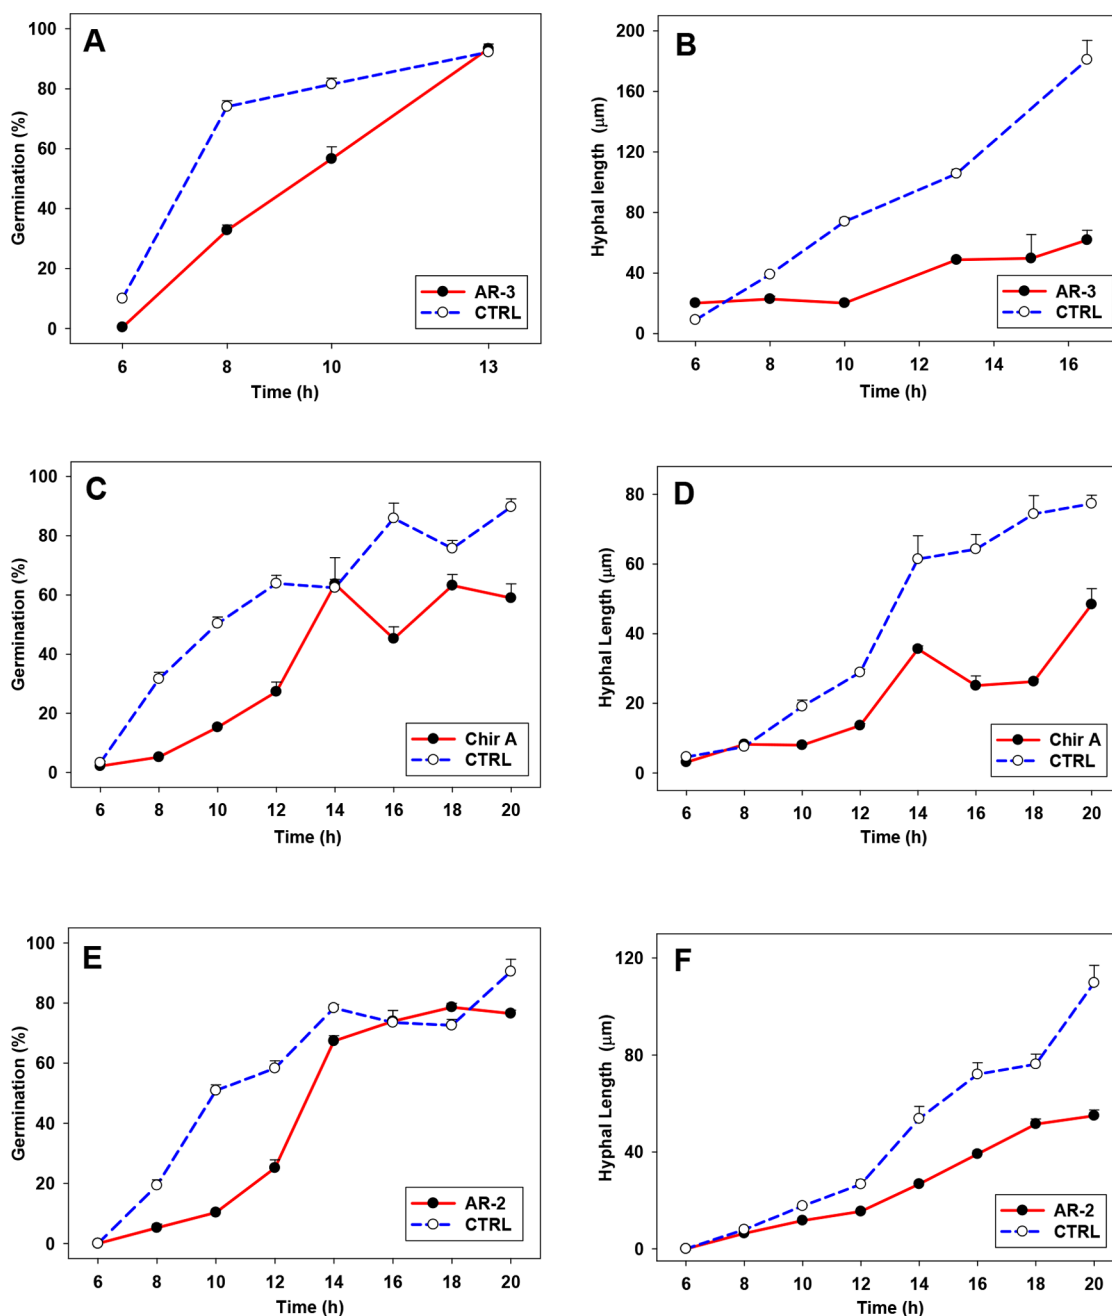 A
Germination (%)
100
80
60
40
20
0
AR-3
CTRL
6 8 10 13
Time (h)
B
Hyphal length (μm)
200
160
120
80
40
0
AR-3
CTRL
6 8 10 12 14 16
Time (h)
C
Germination (%)
100
80
60
40
20
0
Chir A
CTRL
6 8 10 12 14 16 18 20
Time (h)
D
Hyphal Length (μm)
80
60
40
20
0
Chir A
CTRL
6 8 10 12 14 16 18 20
Time (h)
E
Germination (%)
100
80
60
40
20
0
AR-2
CTRL
6 8 10 12 14 16 18 20
Time (h)
F
Hyphal Length (μm)
120
80
40
0
AR-2
CTRL
6 8 10 12 14 16 18 20
Time (h)